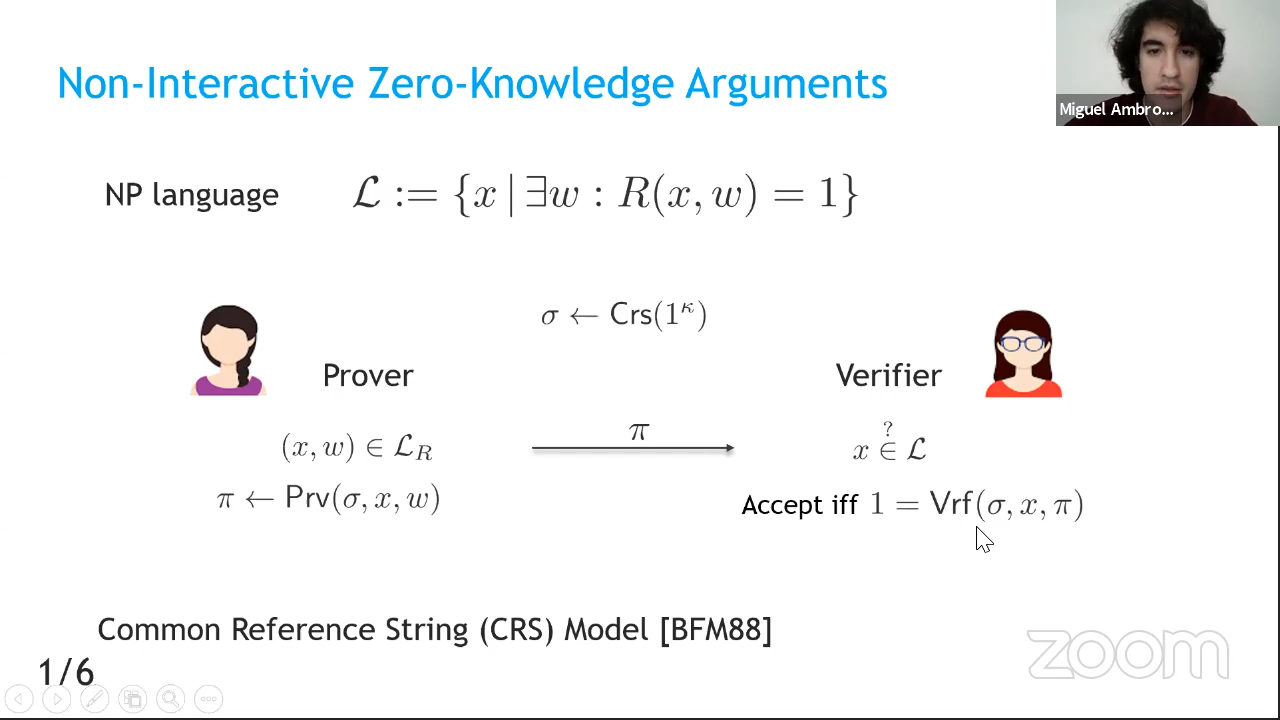 Non-Interactive Zero-Knowledge Arguments
Miguel Ambro...
NP language
ℒ := {x | ∃w : R(x, w) = 1}
σ ← Crs(1^κ)
Prover
Verifier
(x, w) ∈ ℒ_R
π
x ∈? ℒ
π ← Prv(σ, x, w)
Accept iff 1 = Vrf(σ, x, π)
Common Reference String (CRS) Model [BFM88]
1/6
zoom